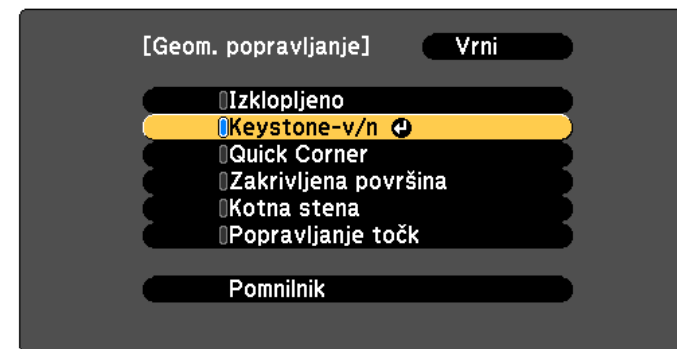 [Geom. popravljanje] Vrni
Izklopljeno
Keystone-v/n
Quick Corner
Zakrivljena površina
Kotna stena
Popravljanje točk
Pomnilnik